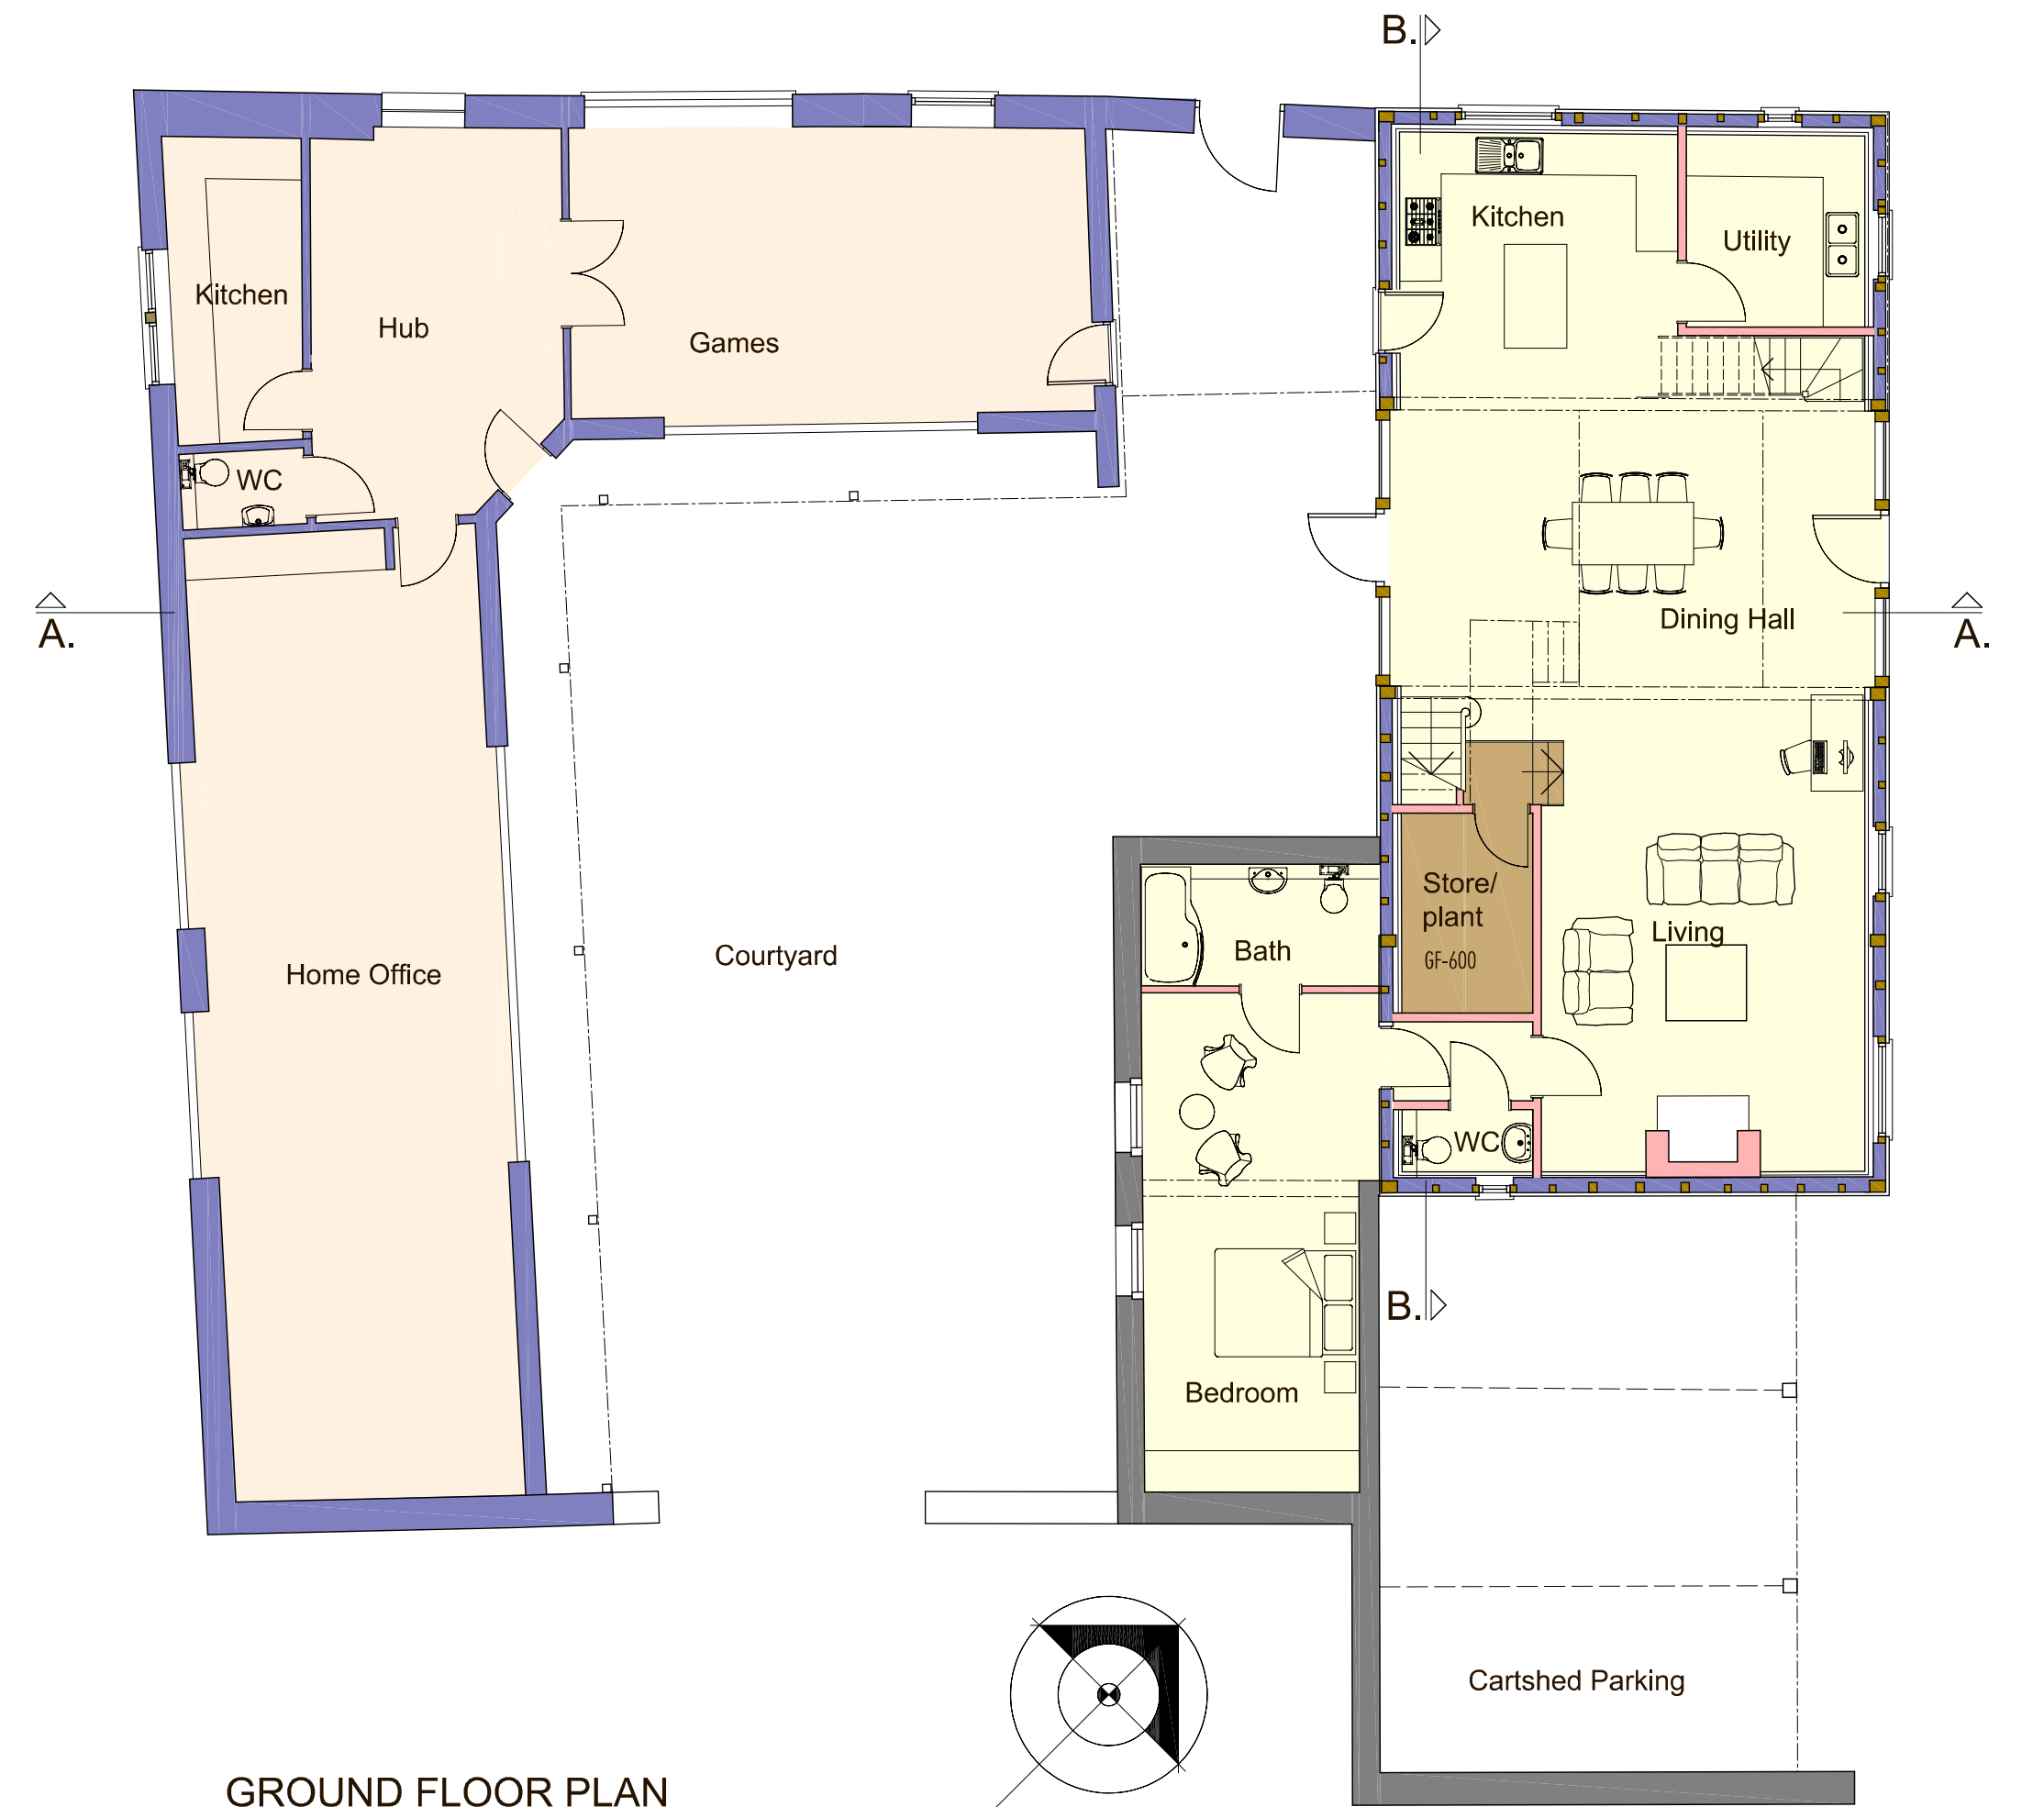 B.
Kitchen
Utility
Kitchen
Hub
Games
WC
Dining Hall
A.
A.
Store/
plant
GF-600
Living
Bath
Courtyard
Home Office
WC
B.
Bedroom
Cartshed Parking
GROUND FLOOR PLAN